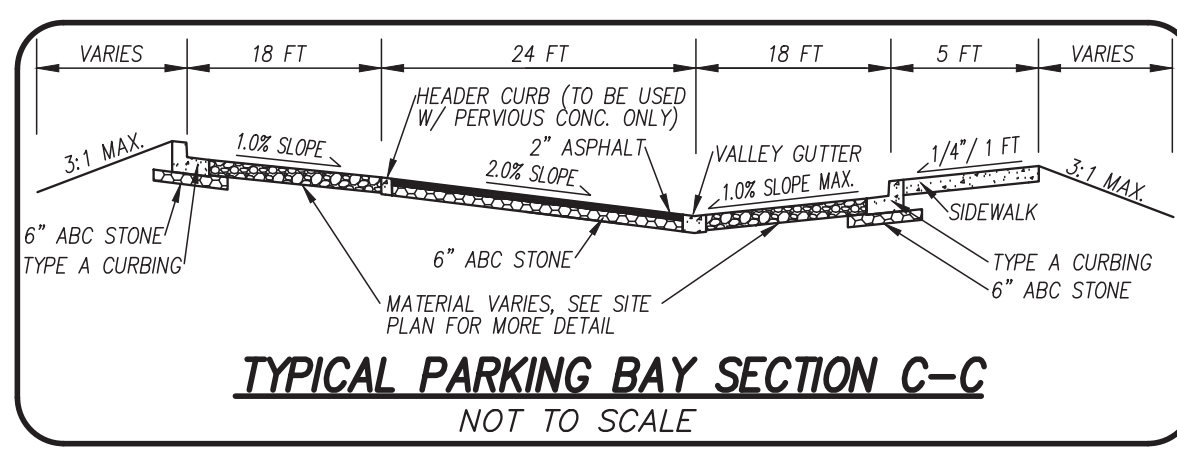 VARIES
18 FT
24 FT
18 FT
5 FT
VARIES
HEADER CURB (TO BE USED
W/ PERVIOUS CONC. ONLY)
3:1 MAX.
1.0% SLOPE
2" ASPHALT
VALLEY GUTTER
1/4"/ 1 FT
3:1 MAX.
2.0% SLOPE
1.0% SLOPE MAX.
SIDEWALK
6" ABC STONE
TYPE A CURBING
6" ABC STONE
TYPE A CURBING
6" ABC STONE
MATERIAL VARIES, SEE SITE
PLAN FOR MORE DETAIL
TYPICAL PARKING BAY SECTION C-C
NOT TO SCALE